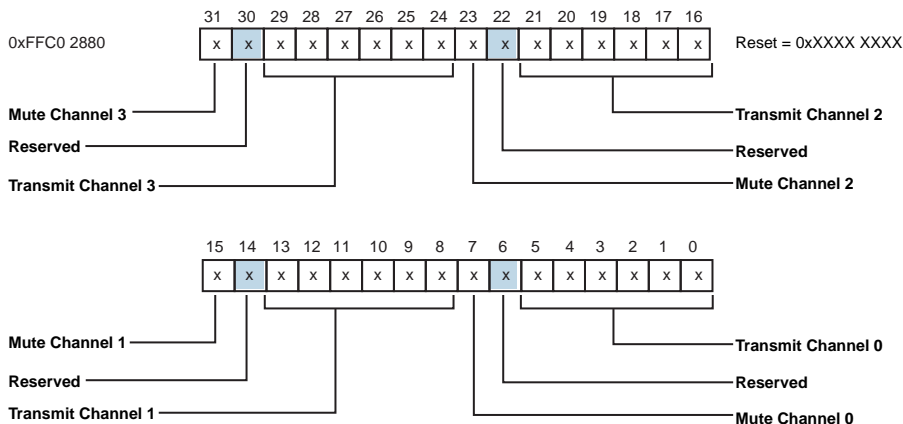 31 30 29 28 27 26 25 24 23 22 21 20 19 18 17 16
0xFFC0 2880
x x x x x x x x x x x x x x x x
Reset = 0xXXXX XXXX
Mute Channel 3
Transmit Channel 2
Reserved
Reserved
Transmit Channel 3
Mute Channel 2
15 14 13 12 11 10 9 8 7 6 5 4 3 2 1 0
x x x x x x x x x x x x x x x x
Mute Channel 1
Transmit Channel 0
Reserved
Reserved
Transmit Channel 1
Mute Channel 0